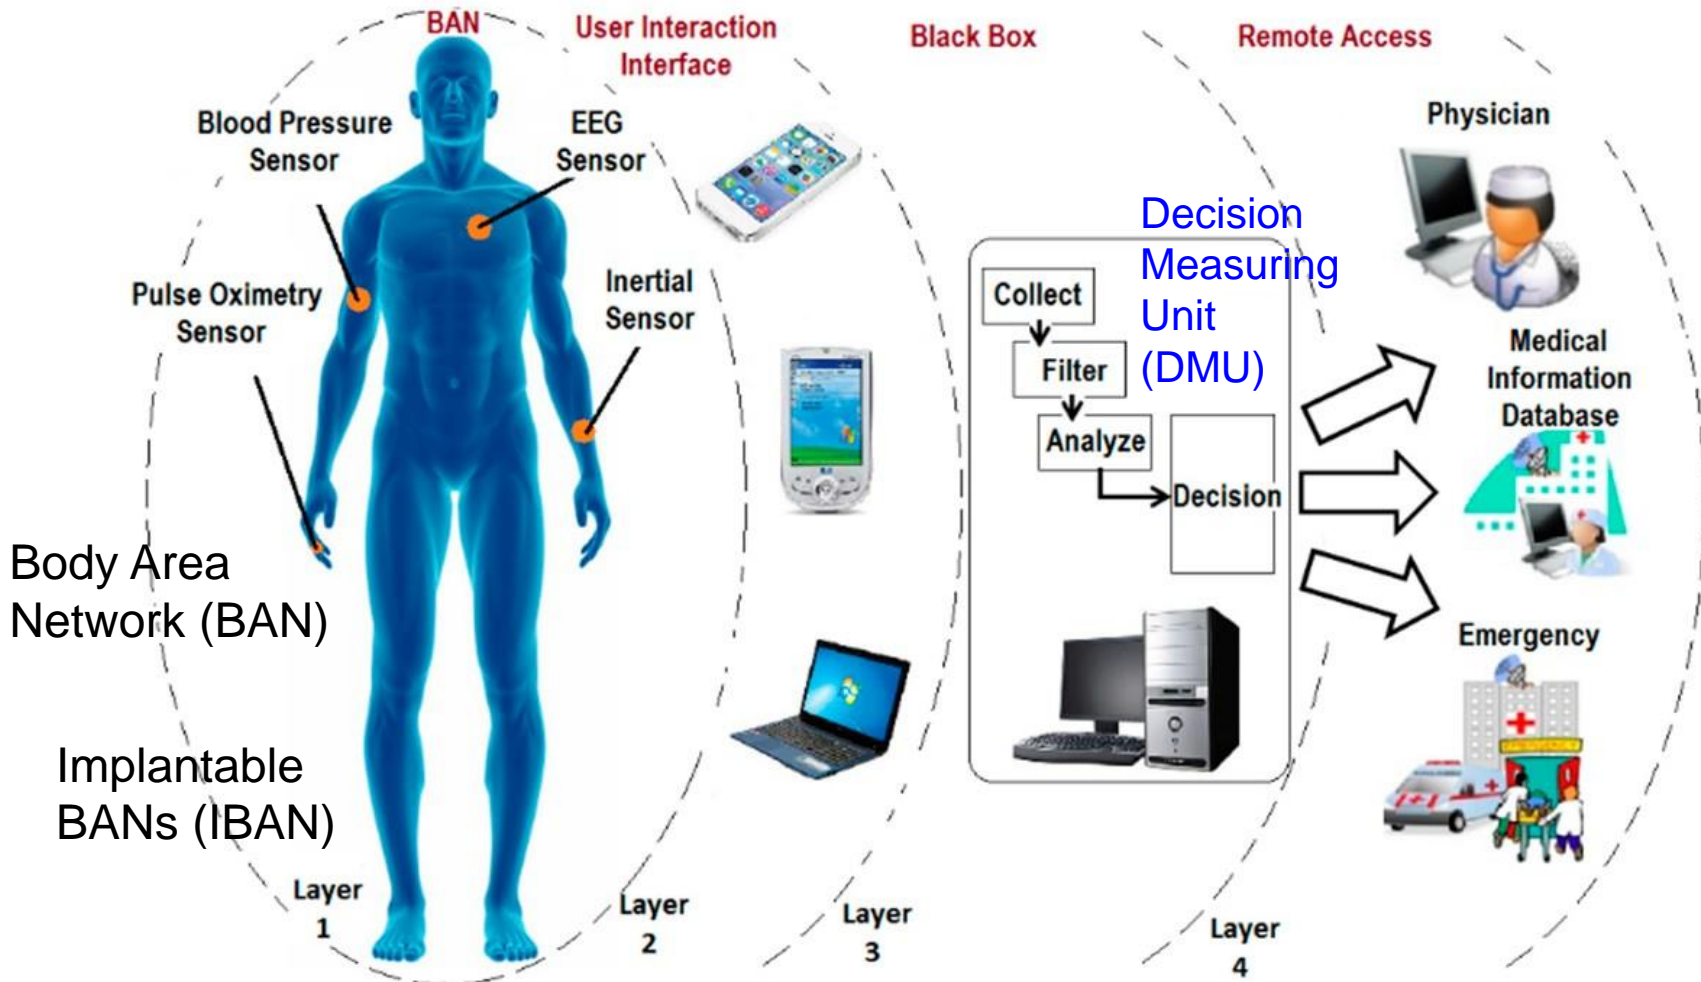 BAN
User Interaction
Interface
Black Box
Remote Access
Blood Pressure
Sensor
EEG
Sensor
Pulse Oximetry
Sensor
Inertial
Sensor
Body Area
Network (BAN)
Implantable
BANs (IBAN)
Decision
Measuring
Unit
(DMU)
Collect
Filter
Analyze
Decision
Physician
Medical
Information
Database
Emergency
EMERGENCY
Layer
1
Layer
2
Layer
3
Layer
4